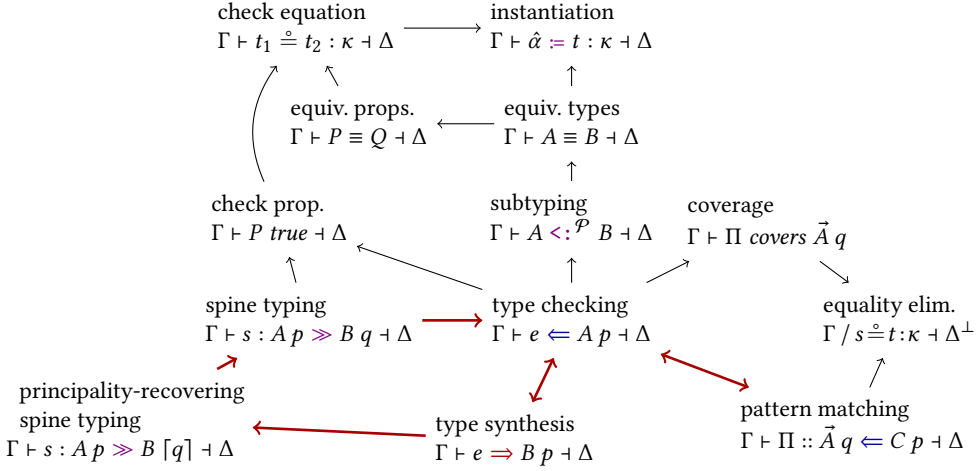 check equation
Γ ⊢ t₁ ≗ t₂ : κ ⊣ Δ
instantiation
Γ ⊢ α̂ := t : κ ⊣ Δ
equiv. props.
Γ ⊢ P ≡ Q ⊣ Δ
equiv. types
Γ ⊢ A ≡ B ⊣ Δ
check prop.
Γ ⊢ P true ⊣ Δ
subtyping
Γ ⊢ A <:ᵖ B ⊣ Δ
coverage
Γ ⊢ Π covers A⃗ q
spine typing
Γ ⊢ s : A p ≫ B q ⊣ Δ
type checking
Γ ⊢ e ⇐ A p ⊣ Δ
equality elim.
Γ / s ≗ t : κ ⊣ Δ^⊥
principality-recovering
spine typing
Γ ⊢ s : A p ≫ B ⌈q⌉ ⊣ Δ
type synthesis
Γ ⊢ e ⇒ B p ⊣ Δ
pattern matching
Γ ⊢ Π :: A⃗ q ⇐ C p ⊣ Δ